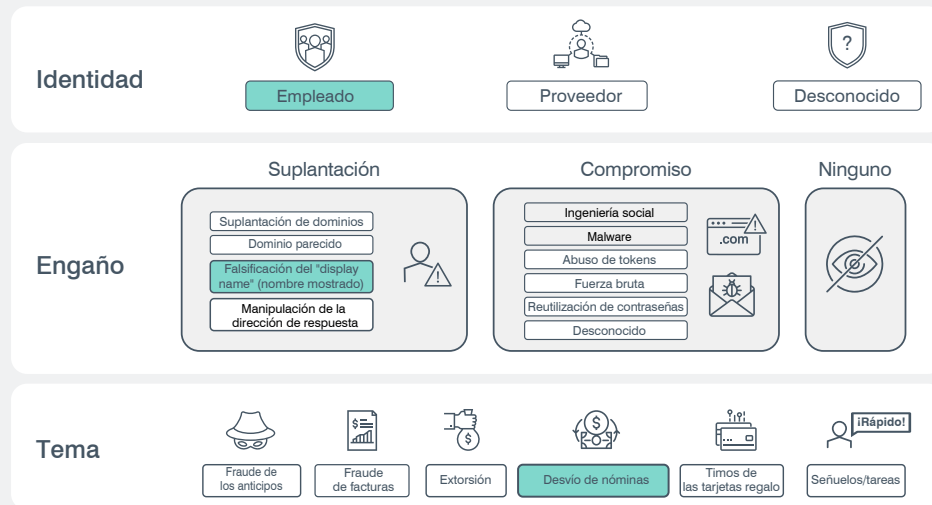 Identidad
?
Empleado
Proveedor
Desconocido
Engaño
Suplantación
Compromiso
Ninguno
Suplantación de dominios
Dominio parecido
Falsificación del "display
name" (nombre mostrado)
Manipulación de la
dirección de respuesta
Ingeniería social
Malware
Abuso de tokens
Fuerza bruta
Reutilización de contraseñas
Desconocido
.com
Tema
¡Rápido!
Fraude de
los anticipos
Fraude
de facturas
Extorsión
Desvío de nóminas
Timos de
las tarjetas regalo
Señuelos/tareas